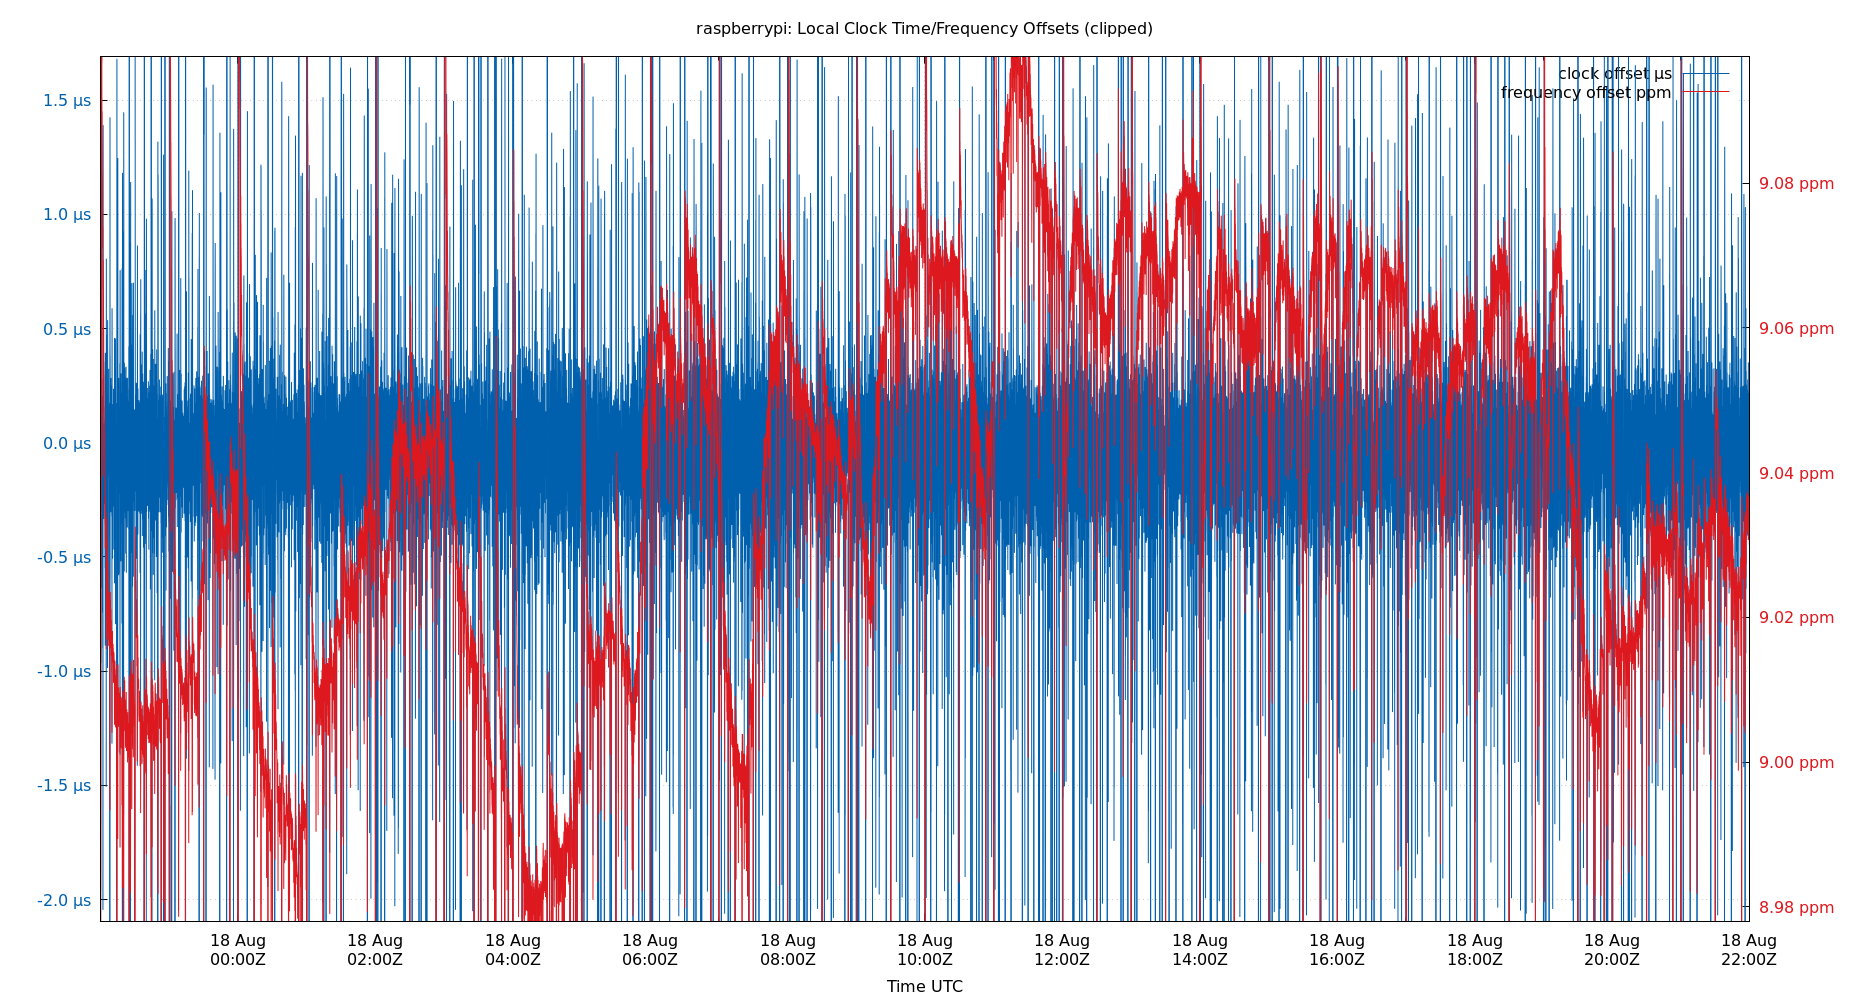 raspberrypi: Local Clock Time/Frequency Offsets (clipped)
clock offset µs
frequency offset ppm
1.5 µs
1.0 µs
0.5 µs
0.0 µs
-0.5 µs
-1.0 µs
-1.5 µs
-2.0 µs
9.08 ppm
9.06 ppm
9.04 ppm
9.02 ppm
9.00 ppm
8.98 ppm
18 Aug 18 Aug 18 Aug 18 Aug 18 Aug 18 Aug 18 Aug 18 Aug 18 Aug 18 Aug 18 Aug 18 Aug
00:00Z 02:00Z 04:00Z 06:00Z 08:00Z 10:00Z 12:00Z 14:00Z 16:00Z 18:00Z 20:00Z 22:00Z
Time UTC